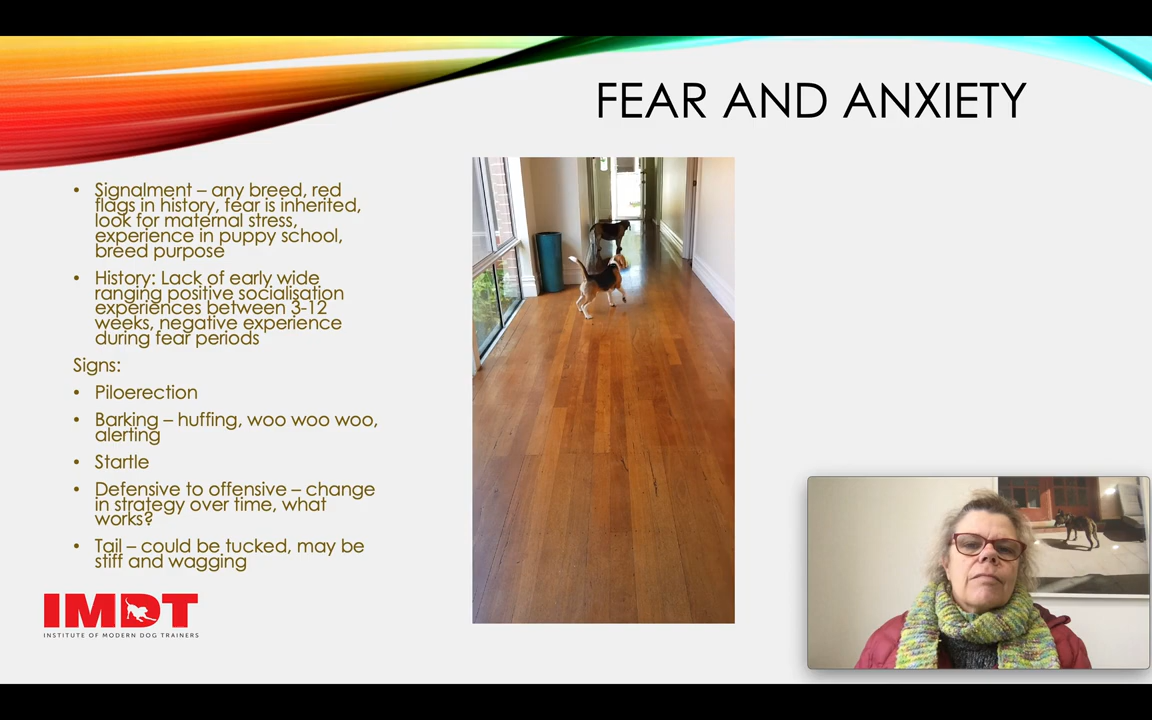 FEAR AND ANXIETY
• Signalment – any breed, red
flags in history, fear is inherited,
look for maternal stress,
experience in puppy school,
breed purpose
• History: Lack of early wide
ranging positive socialisation
experiences between 3-12
weeks, negative experience
during fear periods
Signs:
• Piloerection
• Barking – huffing, woo woo woo,
alerting
• Startle
• Defensive to offensive – change
in strategy over time, what
works?
• Tail – could be tucked, may be
stiff and wagging
IMDT
INSTITUTE OF MODERN DOG TRAINERS